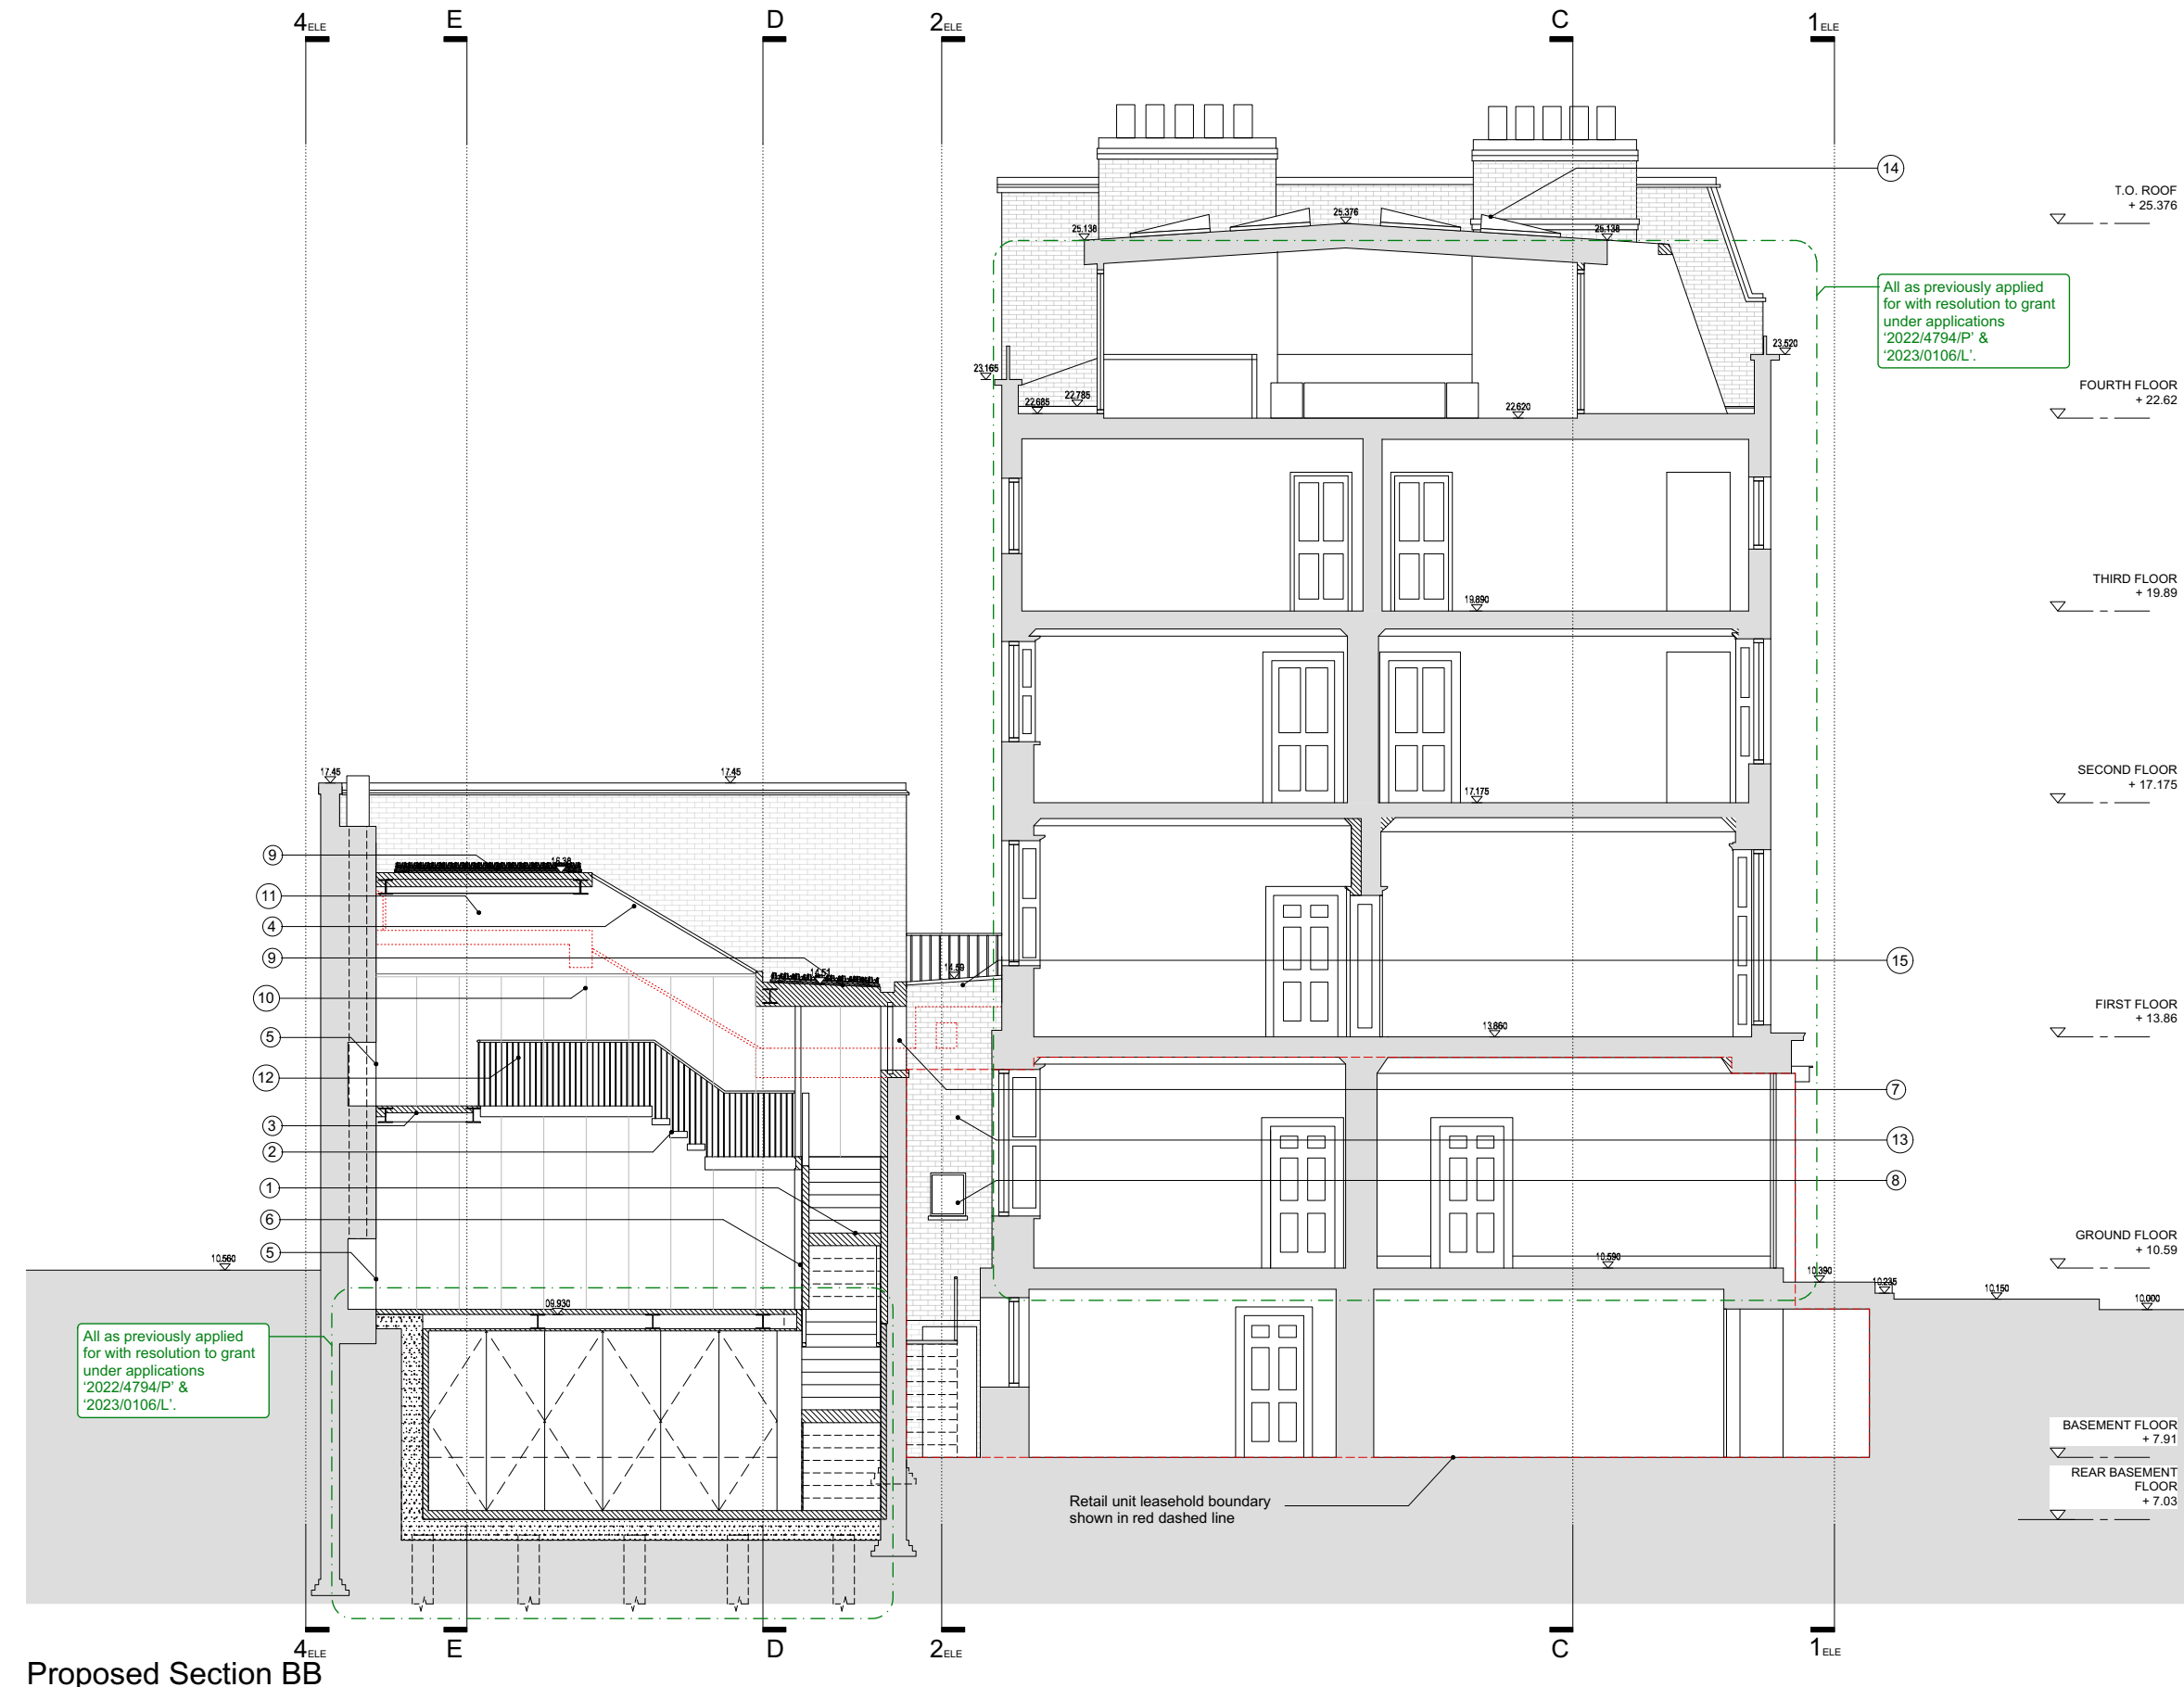 4ELE
E
D
2ELE
C
1ELE
14
T.O. ROOF
+ 25.376
25.376
25.138
25.138
All as previously applied
for with resolution to grant
under applications
‘2022/4794/P’ &
‘2023/0106/L’.
23.520
23.165
FOURTH FLOOR
+ 22.62
22.685
22.785
22.620
THIRD FLOOR
+ 19.89
19.890
SECOND FLOOR
+ 17.175
17.45
17.45
17.175
9
16.38
11
4
9
14.51
14.59
15
10
FIRST FLOOR
+ 13.86
13.860
5
12
7
3
13
2
1
8
6
GROUND FLOOR
+ 10.59
5
10.560
10.590
10.390
10.235
10.150
10.000
09.930
All as previously applied
for with resolution to grant
under applications
‘2022/4794/P’ &
‘2023/0106/L’.
BASEMENT FLOOR
+ 7.91
REAR BASEMENT
FLOOR
+ 7.03
Retail unit leasehold boundary
shown in red dashed line
4ELE
E
D
2ELE
C
1ELE
Proposed Section BB